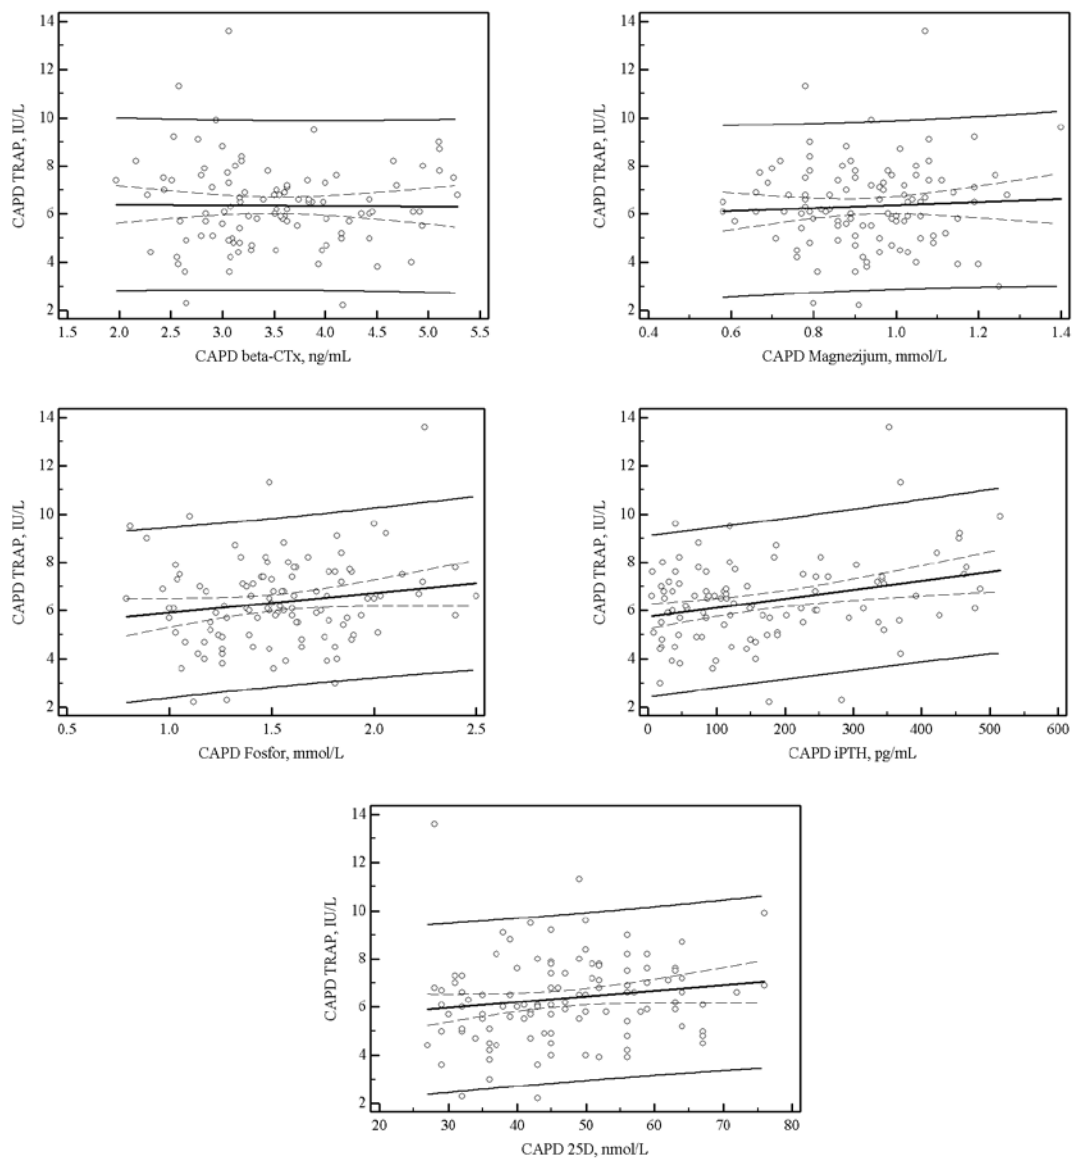 14
12
10
8
6
4
2
CAPD TRAP, IU/L
1.5 2.0 2.5 3.0 3.5 4.0 4.5 5.0 5.5
CAPD beta-CTx, ng/mL
14
12
10
8
6
4
2
CAPD TRAP, IU/L
0.4 0.6 0.8 1.0 1.2 1.4
CAPD Magnezijum, mmol/L
14
12
10
8
6
4
2
CAPD TRAP, IU/L
0.5 1.0 1.5 2.0 2.5
CAPD Fosfor, mmol/L
14
12
10
8
6
4
2
CAPD TRAP, IU/L
0 100 200 300 400 500 600
CAPD iPTH, pg/mL
14
12
10
8
6
4
2
CAPD TRAP, IU/L
20 30 40 50 60 70 80
CAPD 25D, nmol/L